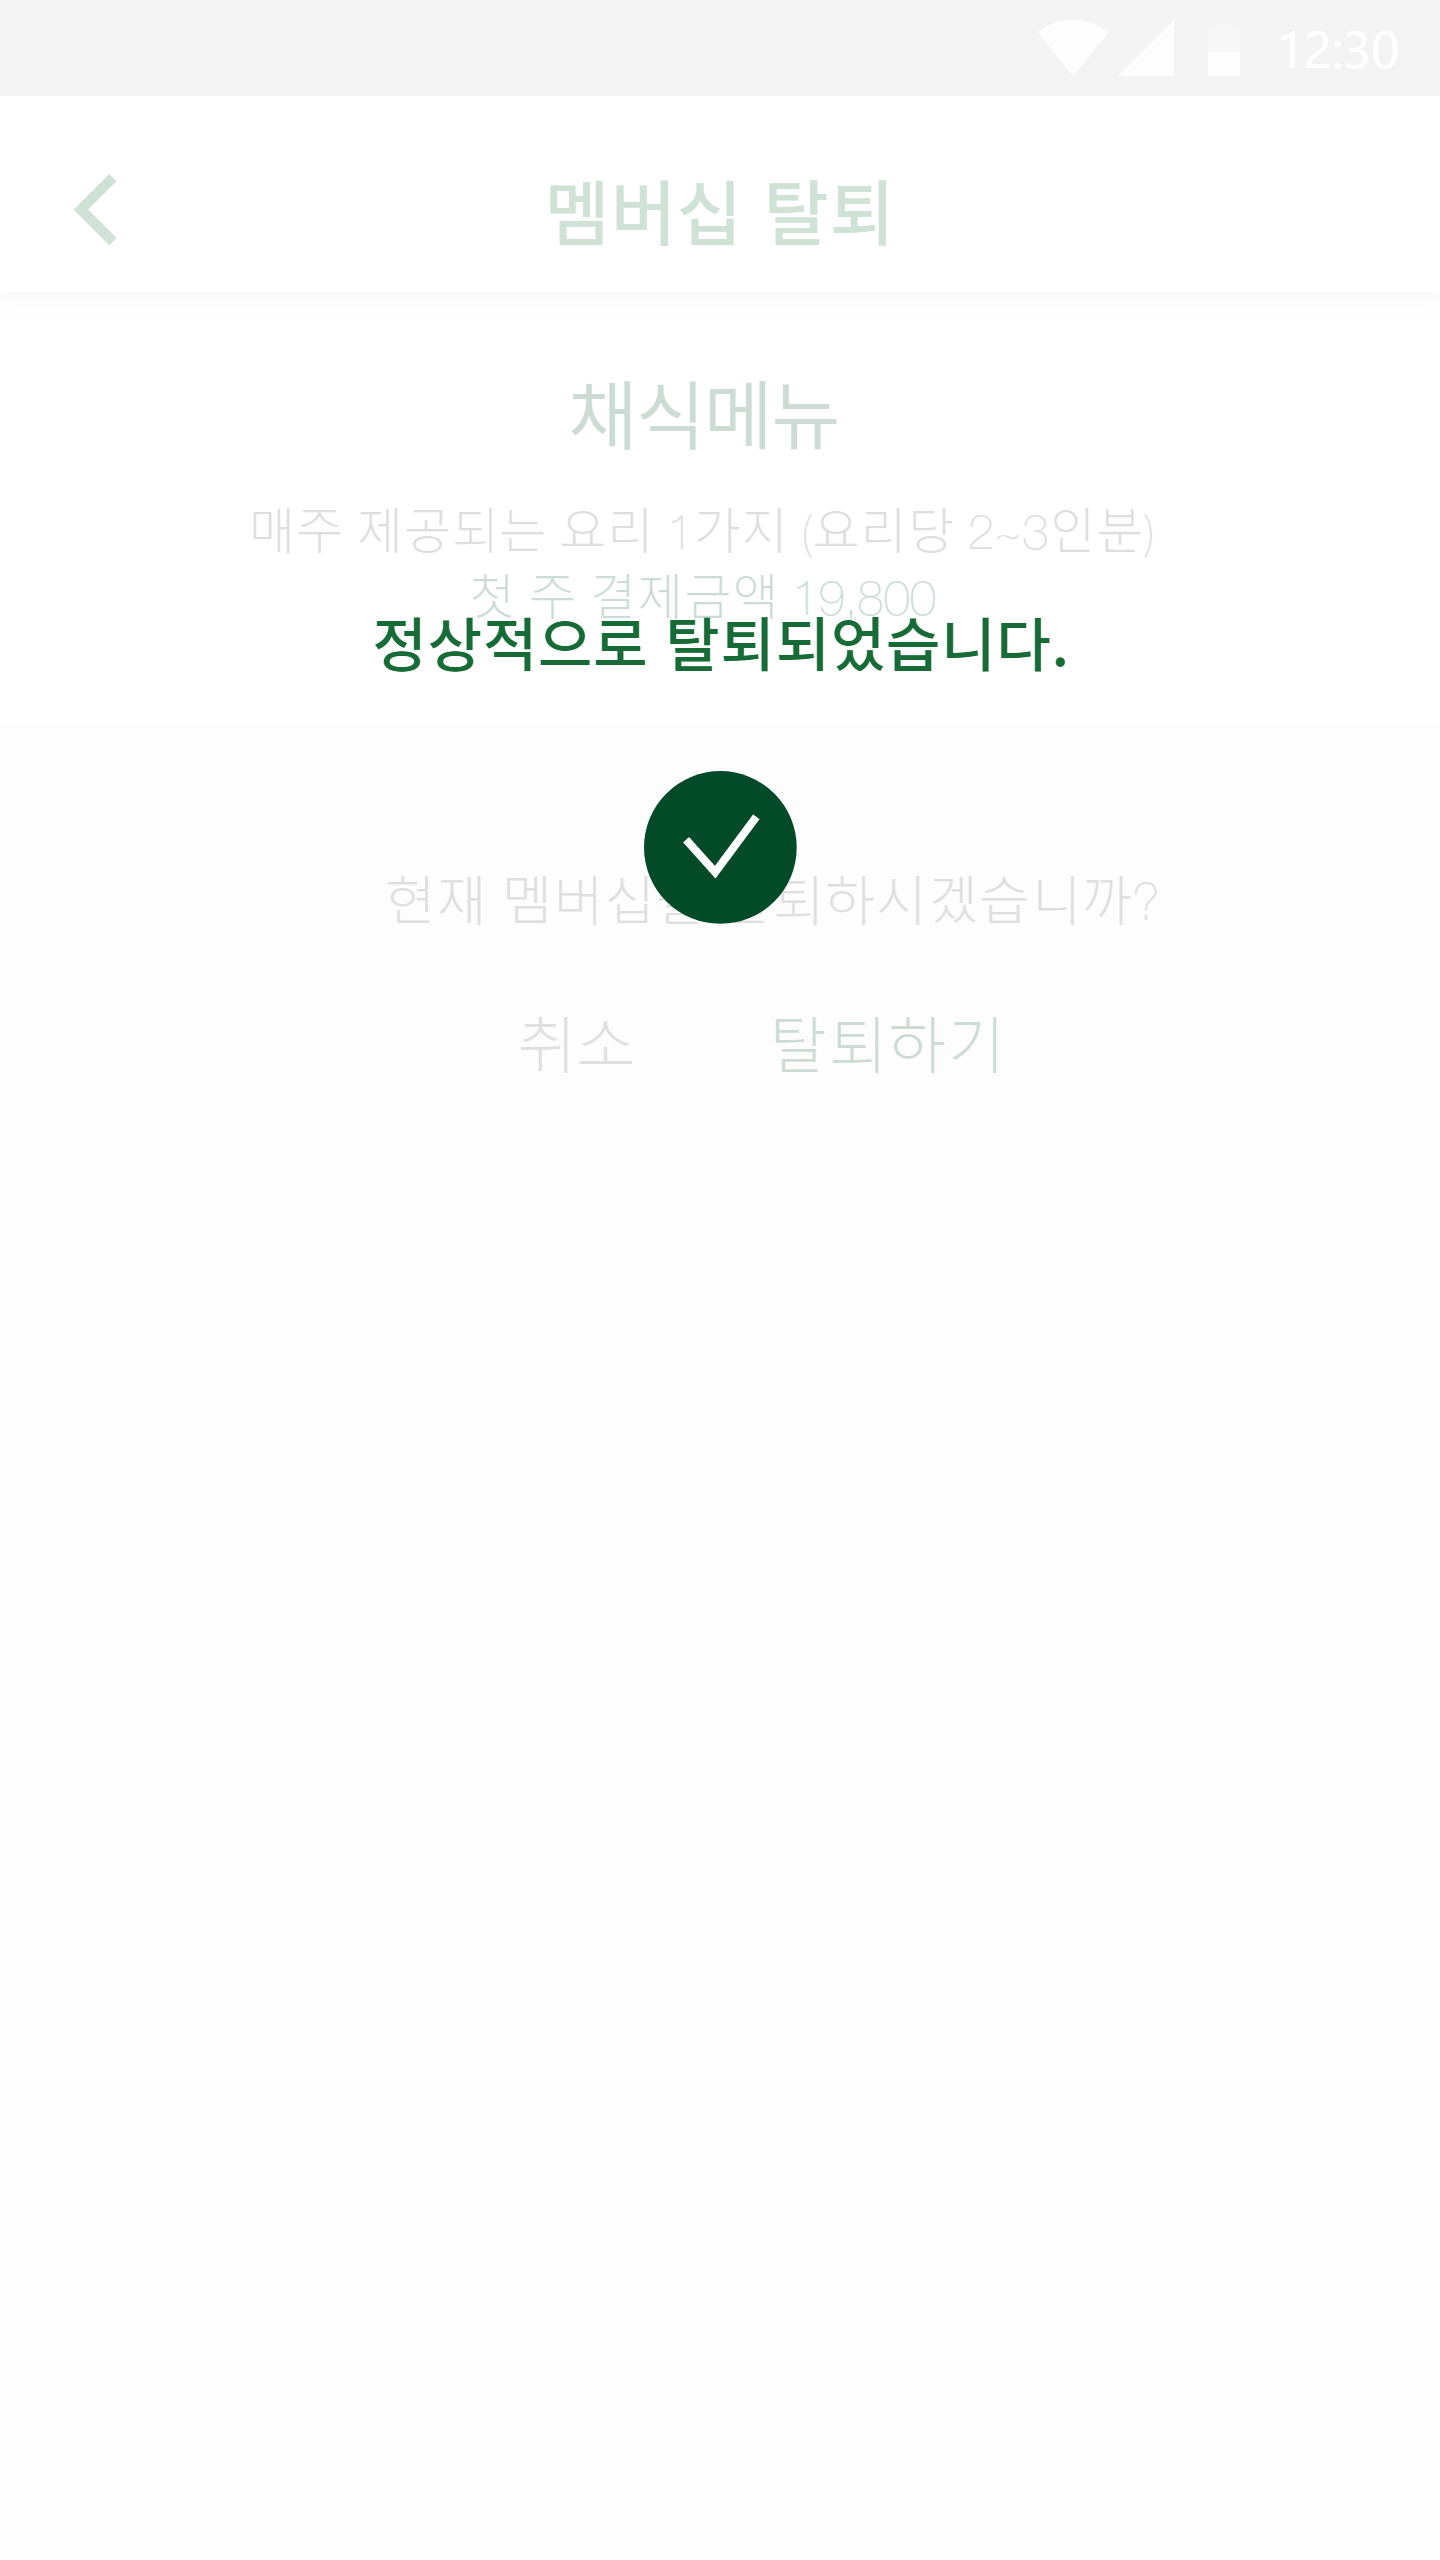 12:30
멤버십 탈퇴
채식메뉴
매주 제공되는 요리 1가지 (요리당 2~3인분)
첫 주 결제금액 19,800
정상적으로 탈퇴되었습니다.
현재 멤버십을 탈퇴하시겠습니까?
취소 탈퇴하기